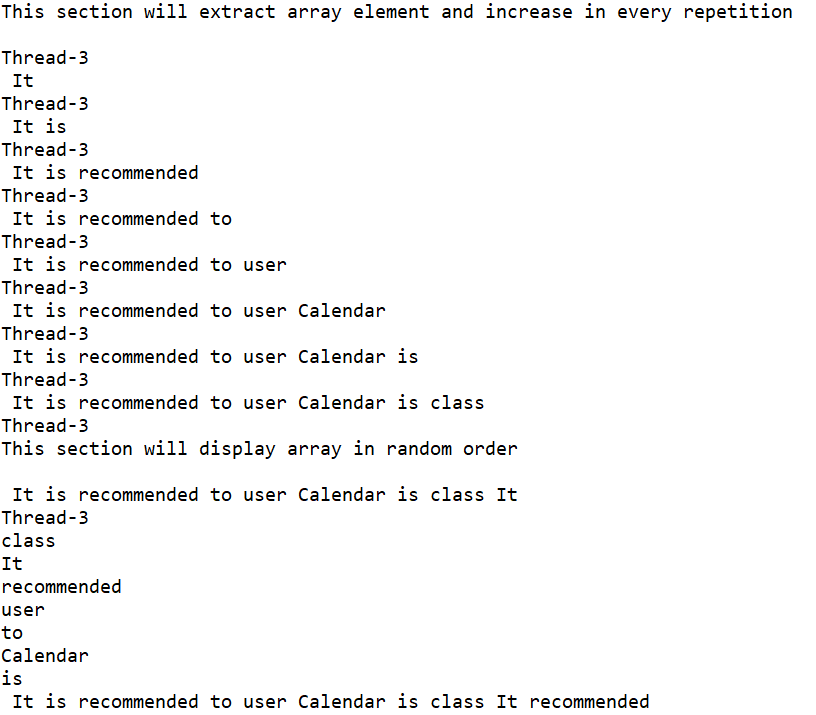 This section will extract array element and increase in every repetition
Thread-3
It
Thread-3
It is
Thread-3
It is recommended
Thread-3
It is recommended to
Thread-3
It is recommended to user
Thread-3
It is recommended to user Calendar
Thread-3
It is recommended to user Calendar is
Thread-3
It is recommended to user Calendar is class
Thread-3
This section will display array in random order
It is recommended to user Calendar is class It
Thread-3
class
It
recommended
user
to
Calendar
is
It is recommended to user Calendar is class It recommended